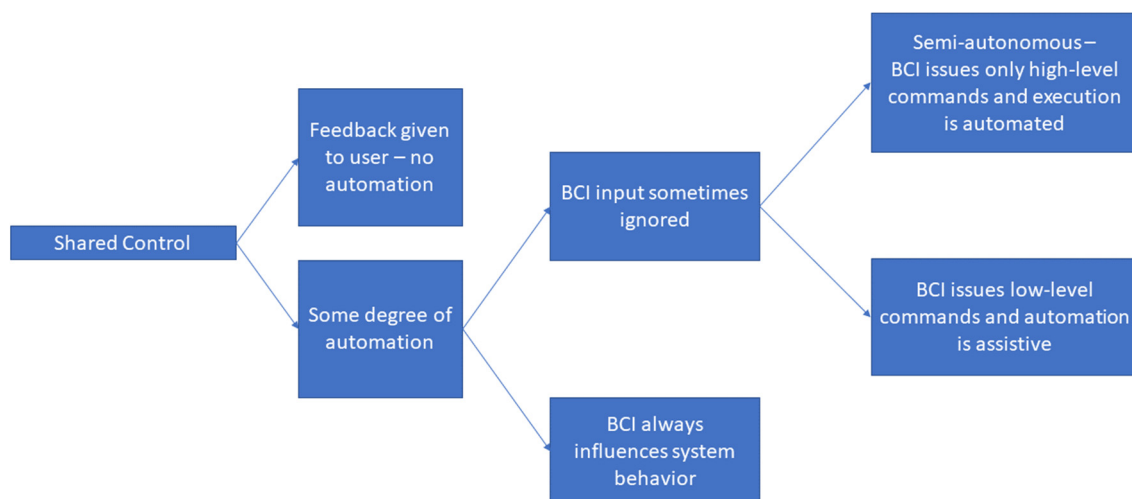 Shared Control
Feedback given
to user – no
automation
Some degree of
automation
BCI input sometimes
ignored
BCI always
influences system
behavior
Semi-autonomous –
BCI issues only high-level
commands and execution
is automated
BCI issues low-level
commands and automation
is assistive